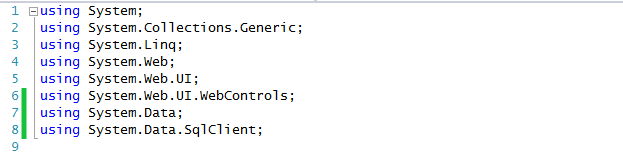 1 using System;
2 using System.Collections.Generic;
3 using System.Linq;
4 using System.Web;
5 using System.Web.UI;
6 using System.Web.UI.WebControls;
7 using System.Data;
8 using System.Data.SqlClient;
9